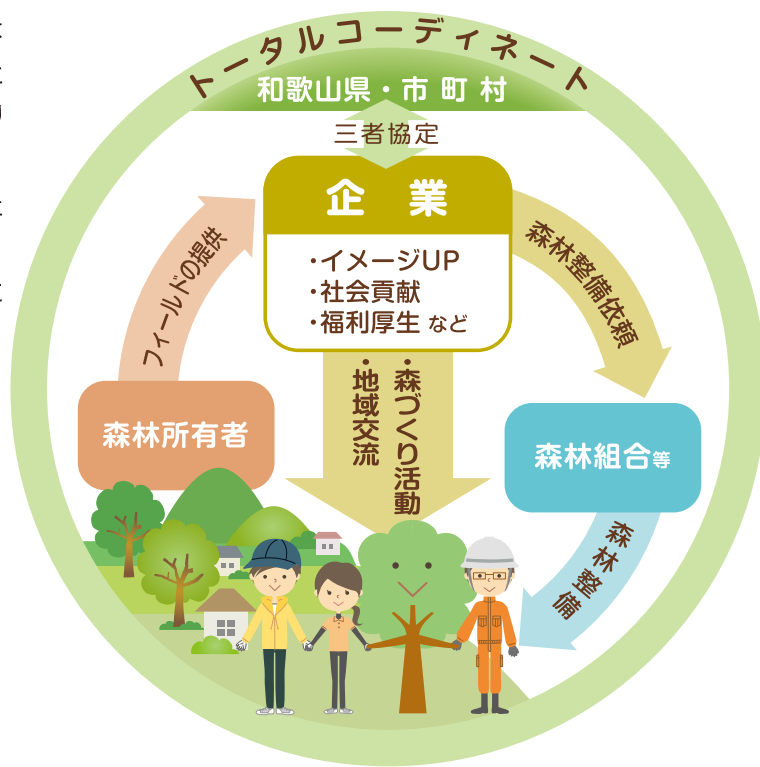 トータルコーディネート
和歌山県・市町村
三者協定
企業
・イメージUP
・社会貢献
・福利厚生 など
フィールドの提供
森林整備依頼
・森づくり活動
・地域交流
森林所有者
森林組合等
森林整備